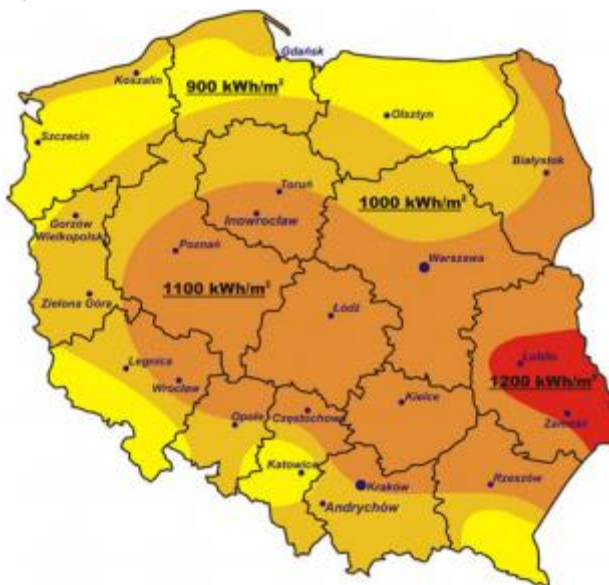 Gdańsk
Koszalin
900 kWh/m²
Olsztyn
Szczecin
Białystok
Toruń
1000 kWh/m²
Inowrocław
Gorzów
Wielkopolski
Poznań
Warszawa
1100 kWh/m²
Zielona Góra
Łódź
Lublin
Legnica
1200 kWh/m²
Wrocław
Kielce
Częstochowa
Zamość
Opole
Katowice
Kraków
Rzeszów
Andrychów